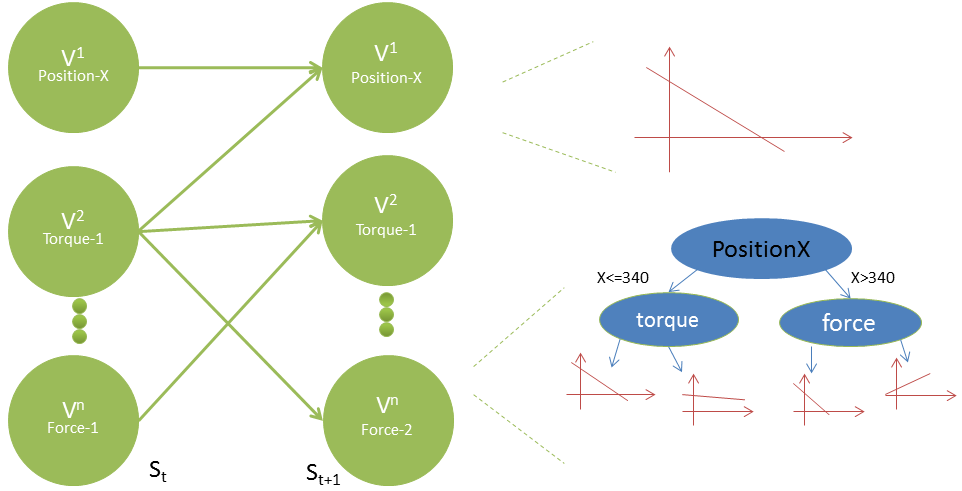 V1
Position-X
V1
Position-X
V2
Torque-1
V2
Torque-1
Vn
Force-1
Vn
Force-2
St
St+1
PositionX
X<=340
X>340
torque
force